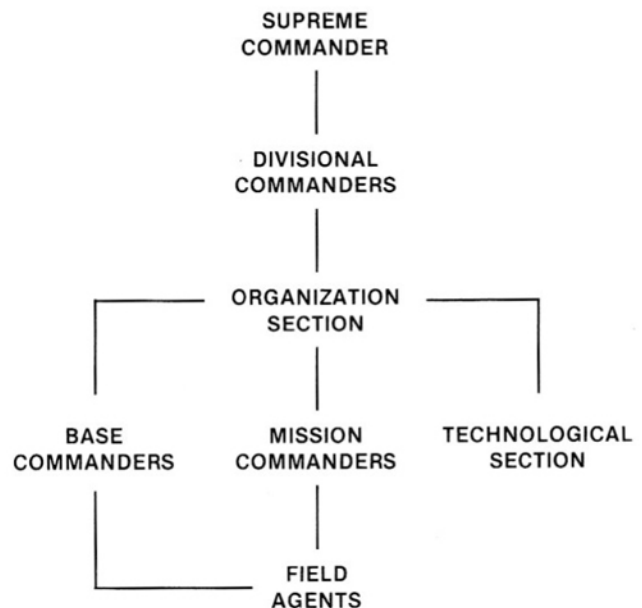 SUPREME
COMMANDER
DIVISIONAL
COMMANDERS
ORGANIZATION
SECTION
BASE
COMMANDERS
MISSION
COMMANDERS
TECHNOLOGICAL
SECTION
FIELD
AGENTS